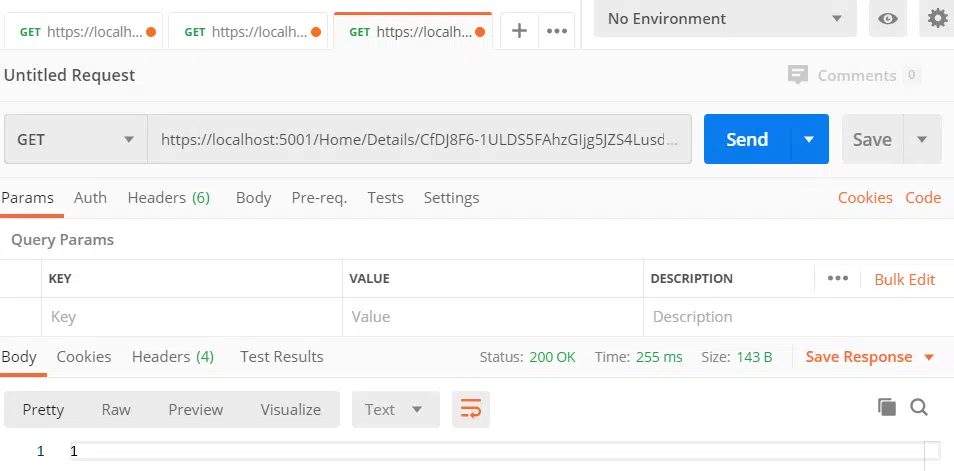 GET https://localh... GET https://localh... GET https://localh... + ••• No Environment
Untitled Request Comments 0
GET https://localhost:5001/Home/Details/CfDJ8F6-1ULDS5FAhzGIjg5JZS4Lusd... Send Save
Params Auth Headers (6) Body Pre-req. Tests Settings Cookies Code
Query Params
KEY VALUE DESCRIPTION ••• Bulk Edit
Key Value Description
Body Cookies Headers (4) Test Results Status: 200 OK Time: 255 ms Size: 143 B Save Response
Pretty Raw Preview Visualize Text
1 1